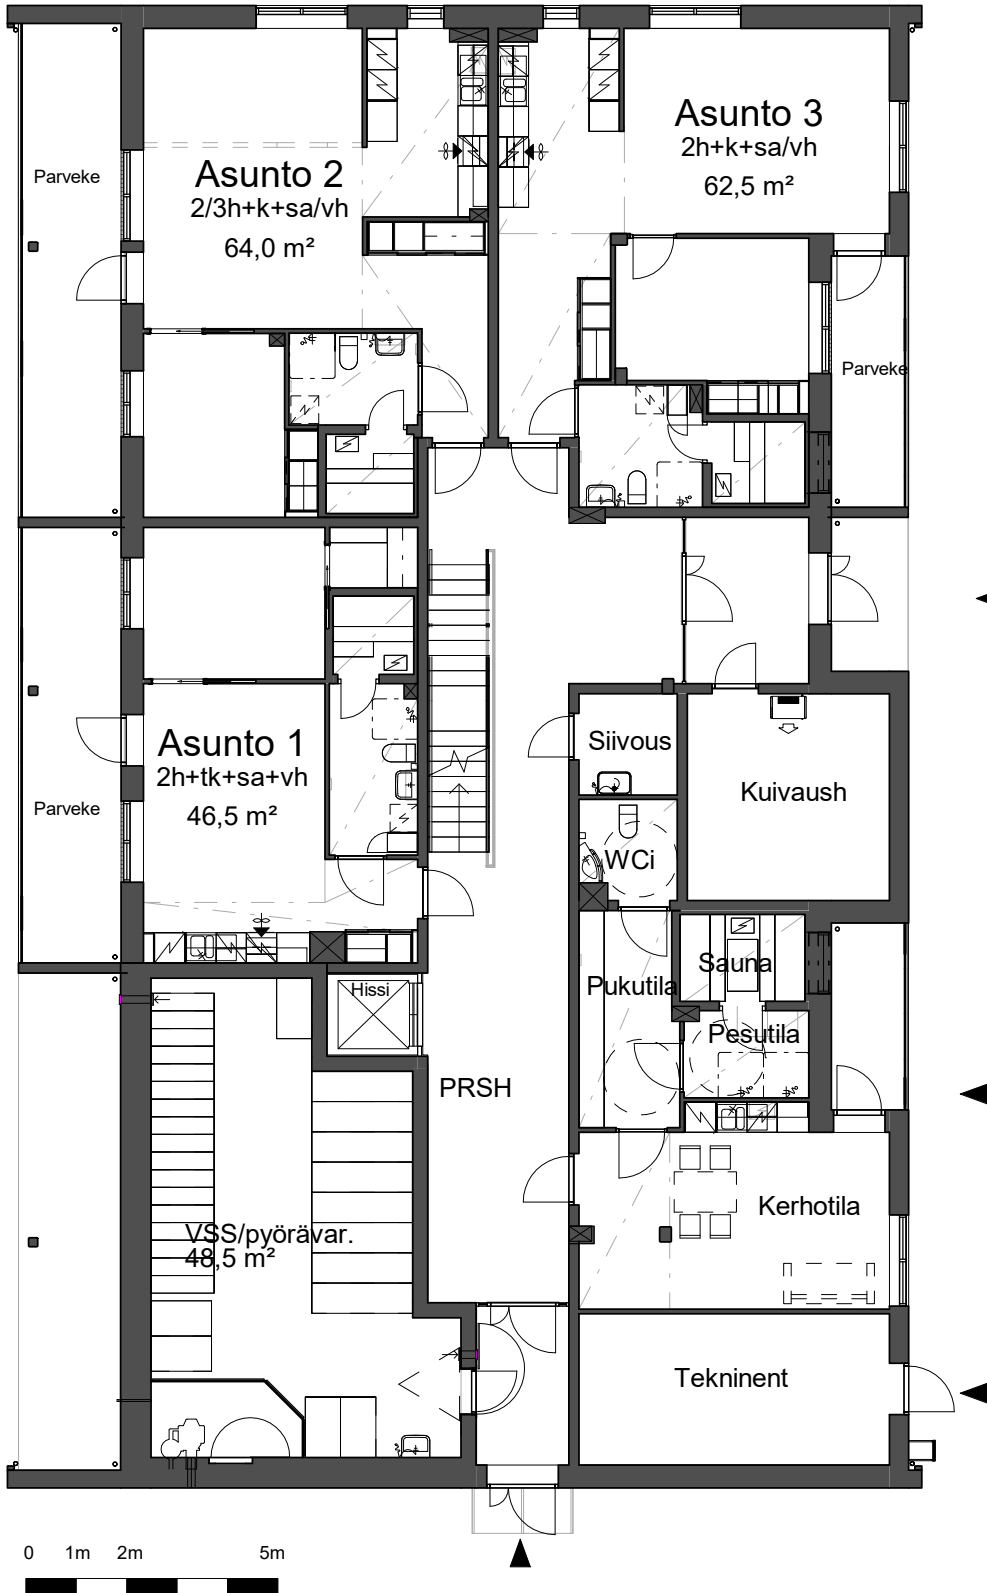 Asunto 3
2h+k+sa/vh
62,5 m²
Asunto 2
2/3h+k+sa/vh
64,0 m²
Parveke
Parveke
Asunto 1
2h+tk+sa+vh
46,5 m²
Siivous
Kuivaush
Parveke
WCi
Sauna
Pukutila
Hissi
Pesutila
PRSH
Kerhotila
VSS/pyörävar.
48,5 m²
Tekninent
0 1m 2m 5m